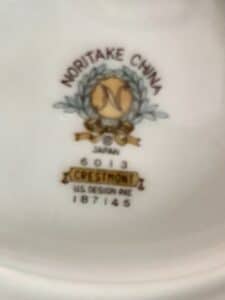 NORITAKE CHINA
N
JAPAN
6013
CRESTMONT
U.S. DESIGN PAT.
187145